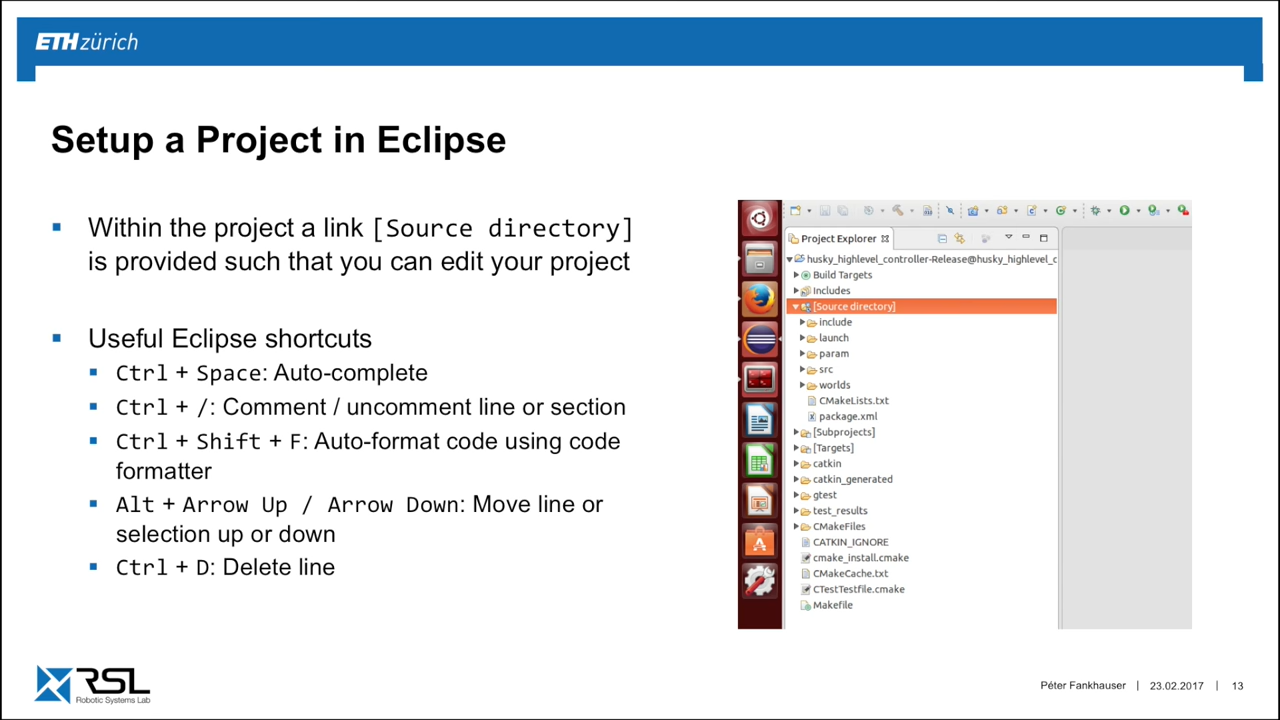 ETH zürich
Setup a Project in Eclipse
▪ Within the project a link [Source directory]
is provided such that you can edit your project
▪ Useful Eclipse shortcuts
▪ Ctrl + Space: Auto-complete
▪ Ctrl + /: Comment / uncomment line or section
▪ Ctrl + Shift + F: Auto-format code using code
formatter
▪ Alt + Arrow Up / Arrow Down: Move line or
selection up or down
▪ Ctrl + D: Delete line
Project Explorer
husky_highlevel_controller-Release@husky_highlevel_c
Build Targets
Includes
[Source directory]
include
launch
param
src
worlds
CMakeLists.txt
package.xml
[Subprojects]
[Targets]
catkin
catkin_generated
gtest
test_results
CMakeFiles
CATKIN_IGNORE
cmake_install.cmake
CMakeCache.txt
CTestTestfile.cmake
Makefile
RSL
Robotic Systems Lab
Péter Fankhauser | 23.02.2017 | 13